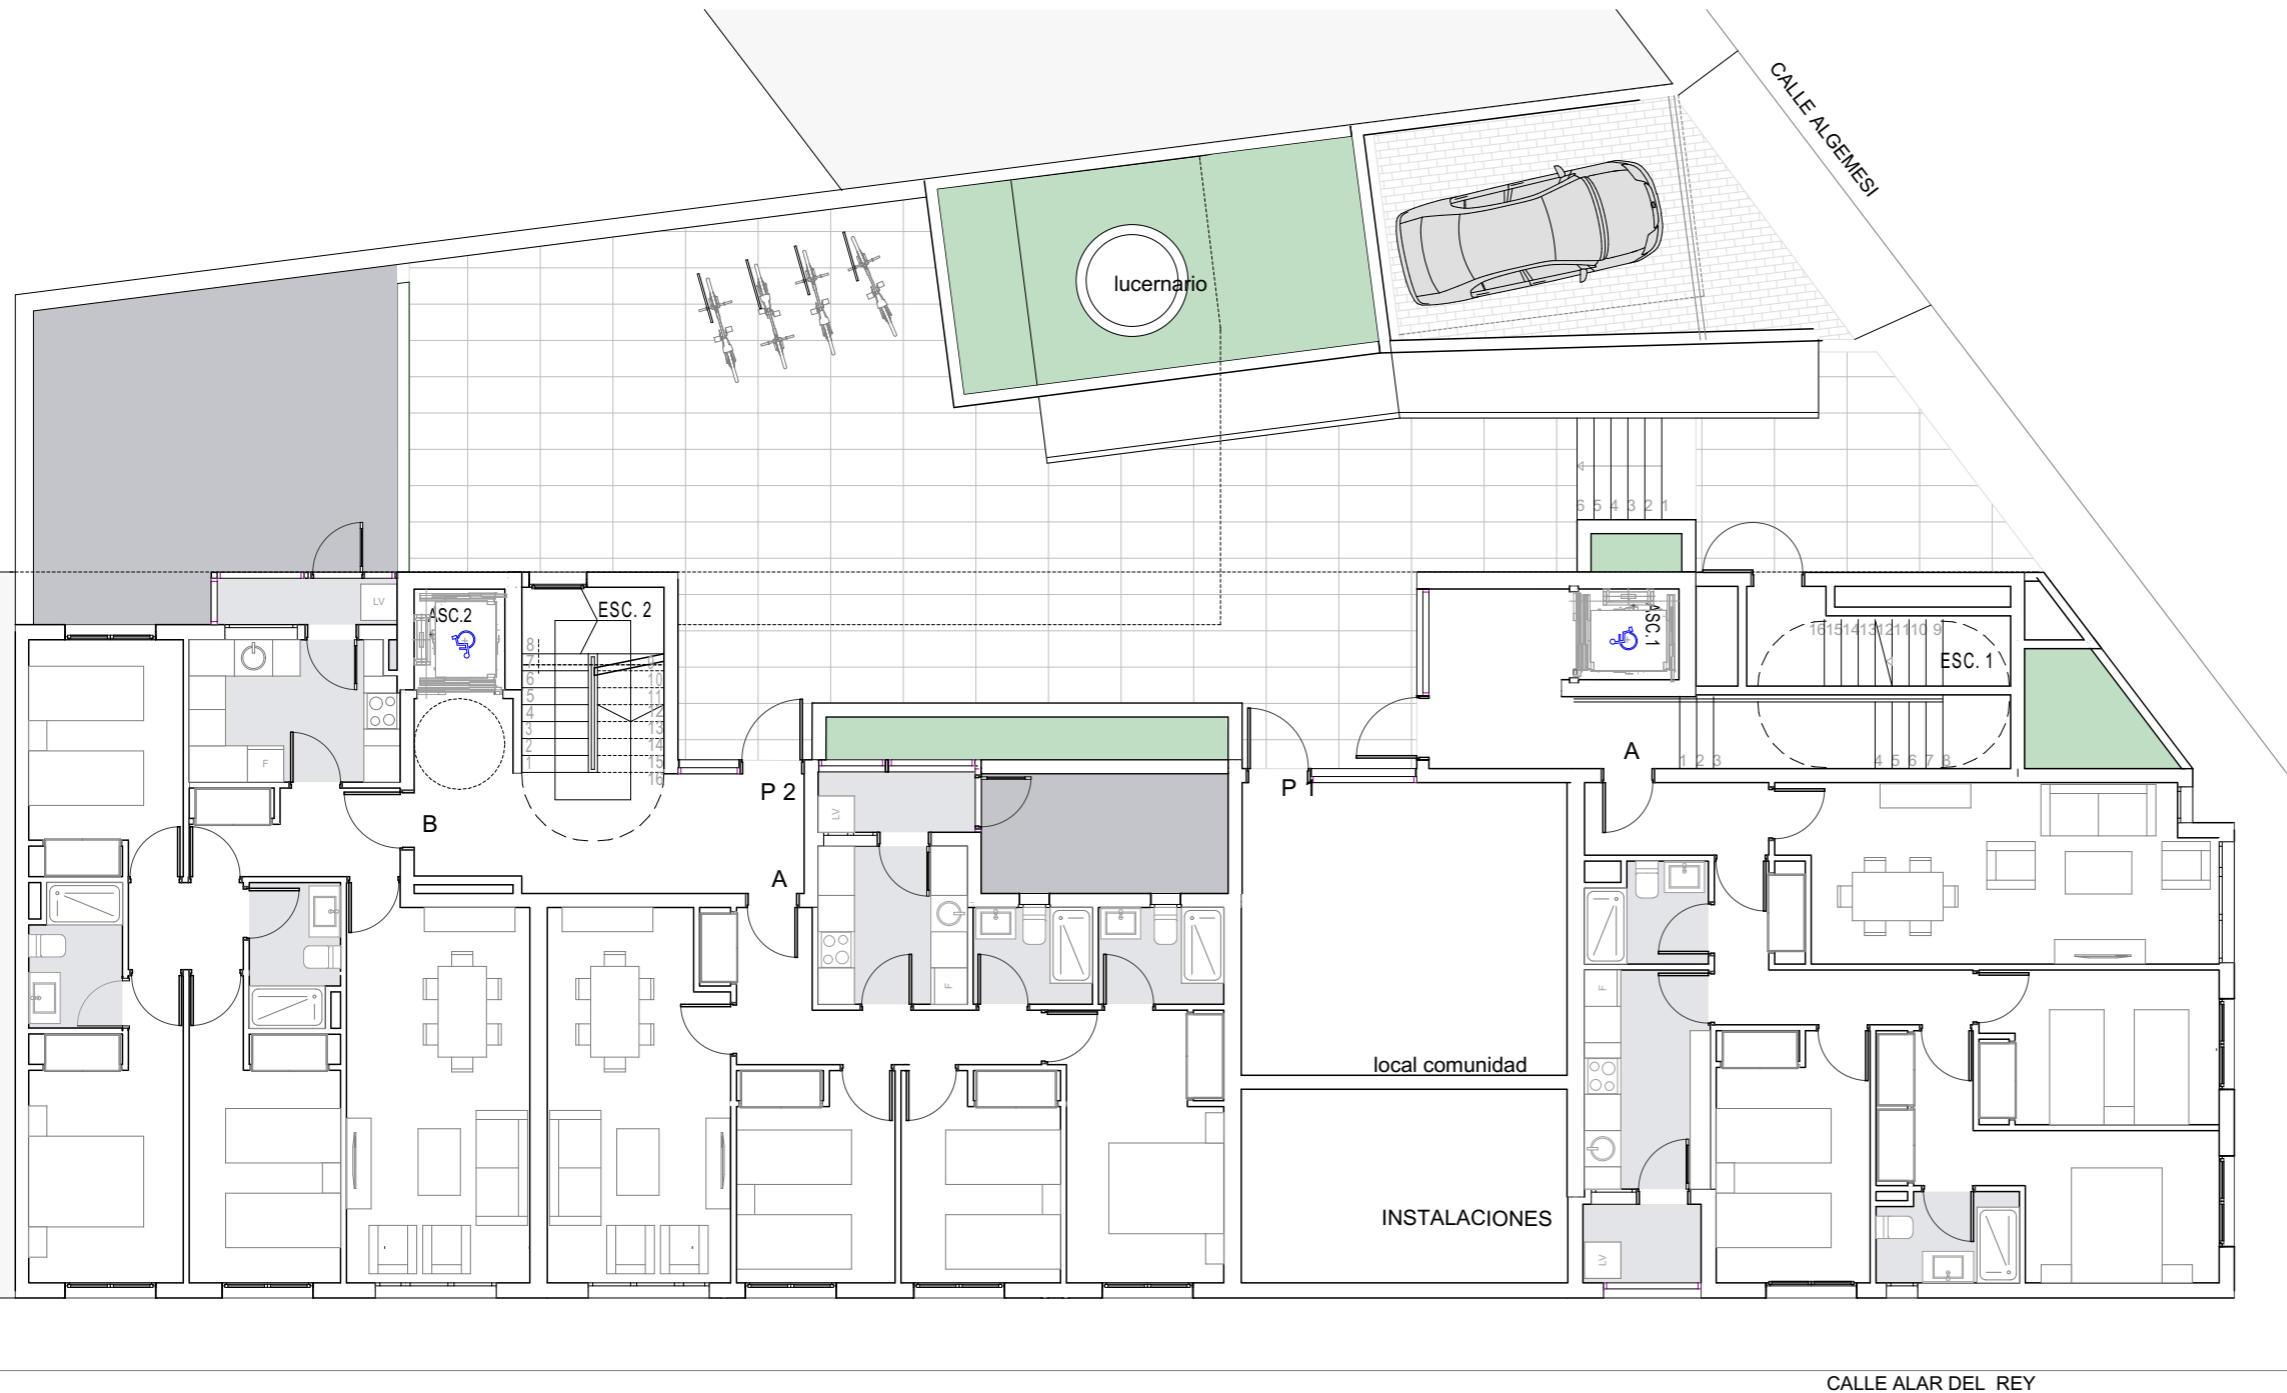 CALLE ALGEMESI
lucernario
6 5 4 3 2 1
LV
ASC.2
ESC. 2
ASC.1
16 15 14 13 12 11 10 9
ESC. 1
8
7
6
5
4
3
2
1
9
10
11
12
13
14
15
16
F
A
1 2 3
4 5 6 7 8
P 2
P 1
B
LV
A
F
F
local comunidad
INSTALACIONES
LV
CALLE ALAR DEL REY